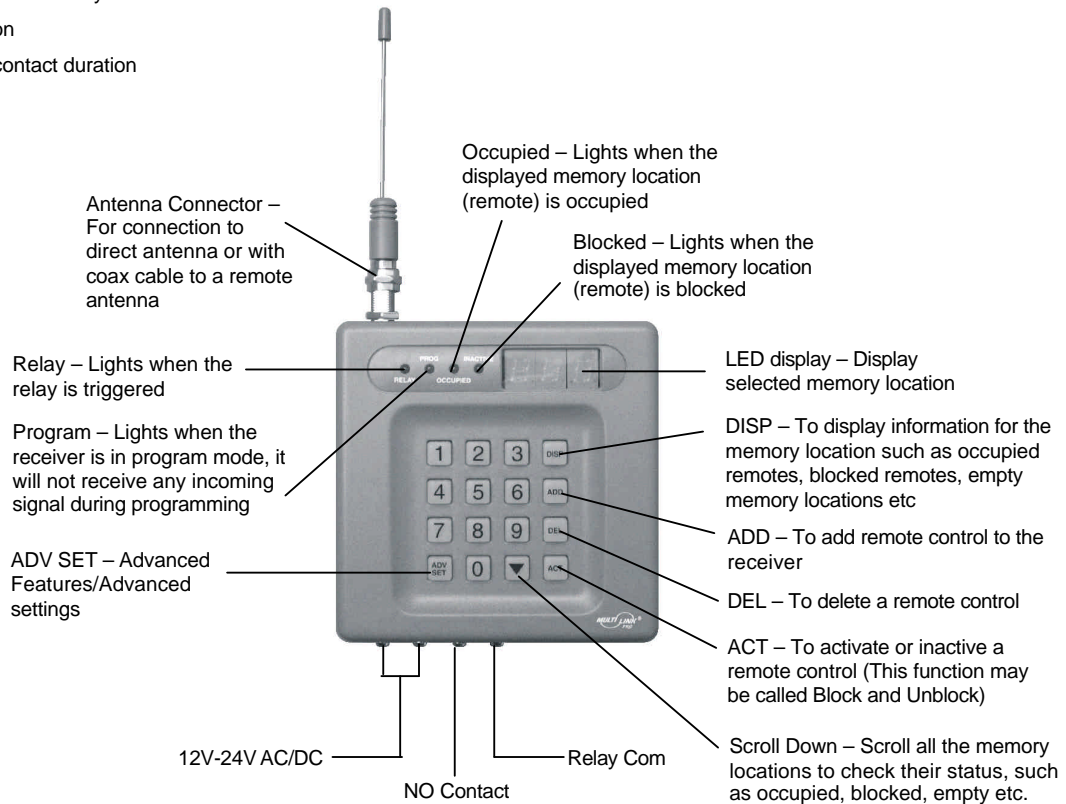 on
contact duration
Antenna Connector –
For connection to
direct antenna or with
coax cable to a remote
antenna
Occupied – Lights when the
displayed memory location
(remote) is occupied
Blocked – Lights when the
displayed memory location
(remote) is blocked
Relay – Lights when the
relay is triggered
Program – Lights when the
receiver is in program mode, it
will not receive any incoming
signal during programming
ADV SET – Advanced
Features/Advanced
settings
PROG
RELAY OCCUPIED
1 2 3 DISP
4 5 6 ADD
7 8 9 DEL
ADV SET 0 ACT
MULTI LINK®
PRO
LED display – Display
selected memory location
DISP – To display information for the
memory location such as occupied
remotes, blocked remotes, empty
memory locations etc
ADD – To add remote control to the
receiver
DEL – To delete a remote control
ACT – To activate or inactive a
remote control (This function may
be called Block and Unblock)
Scroll Down – Scroll all the memory
locations to check their status, such
as occupied, blocked, empty etc.
12V-24V AC/DC
NO Contact
Relay Com